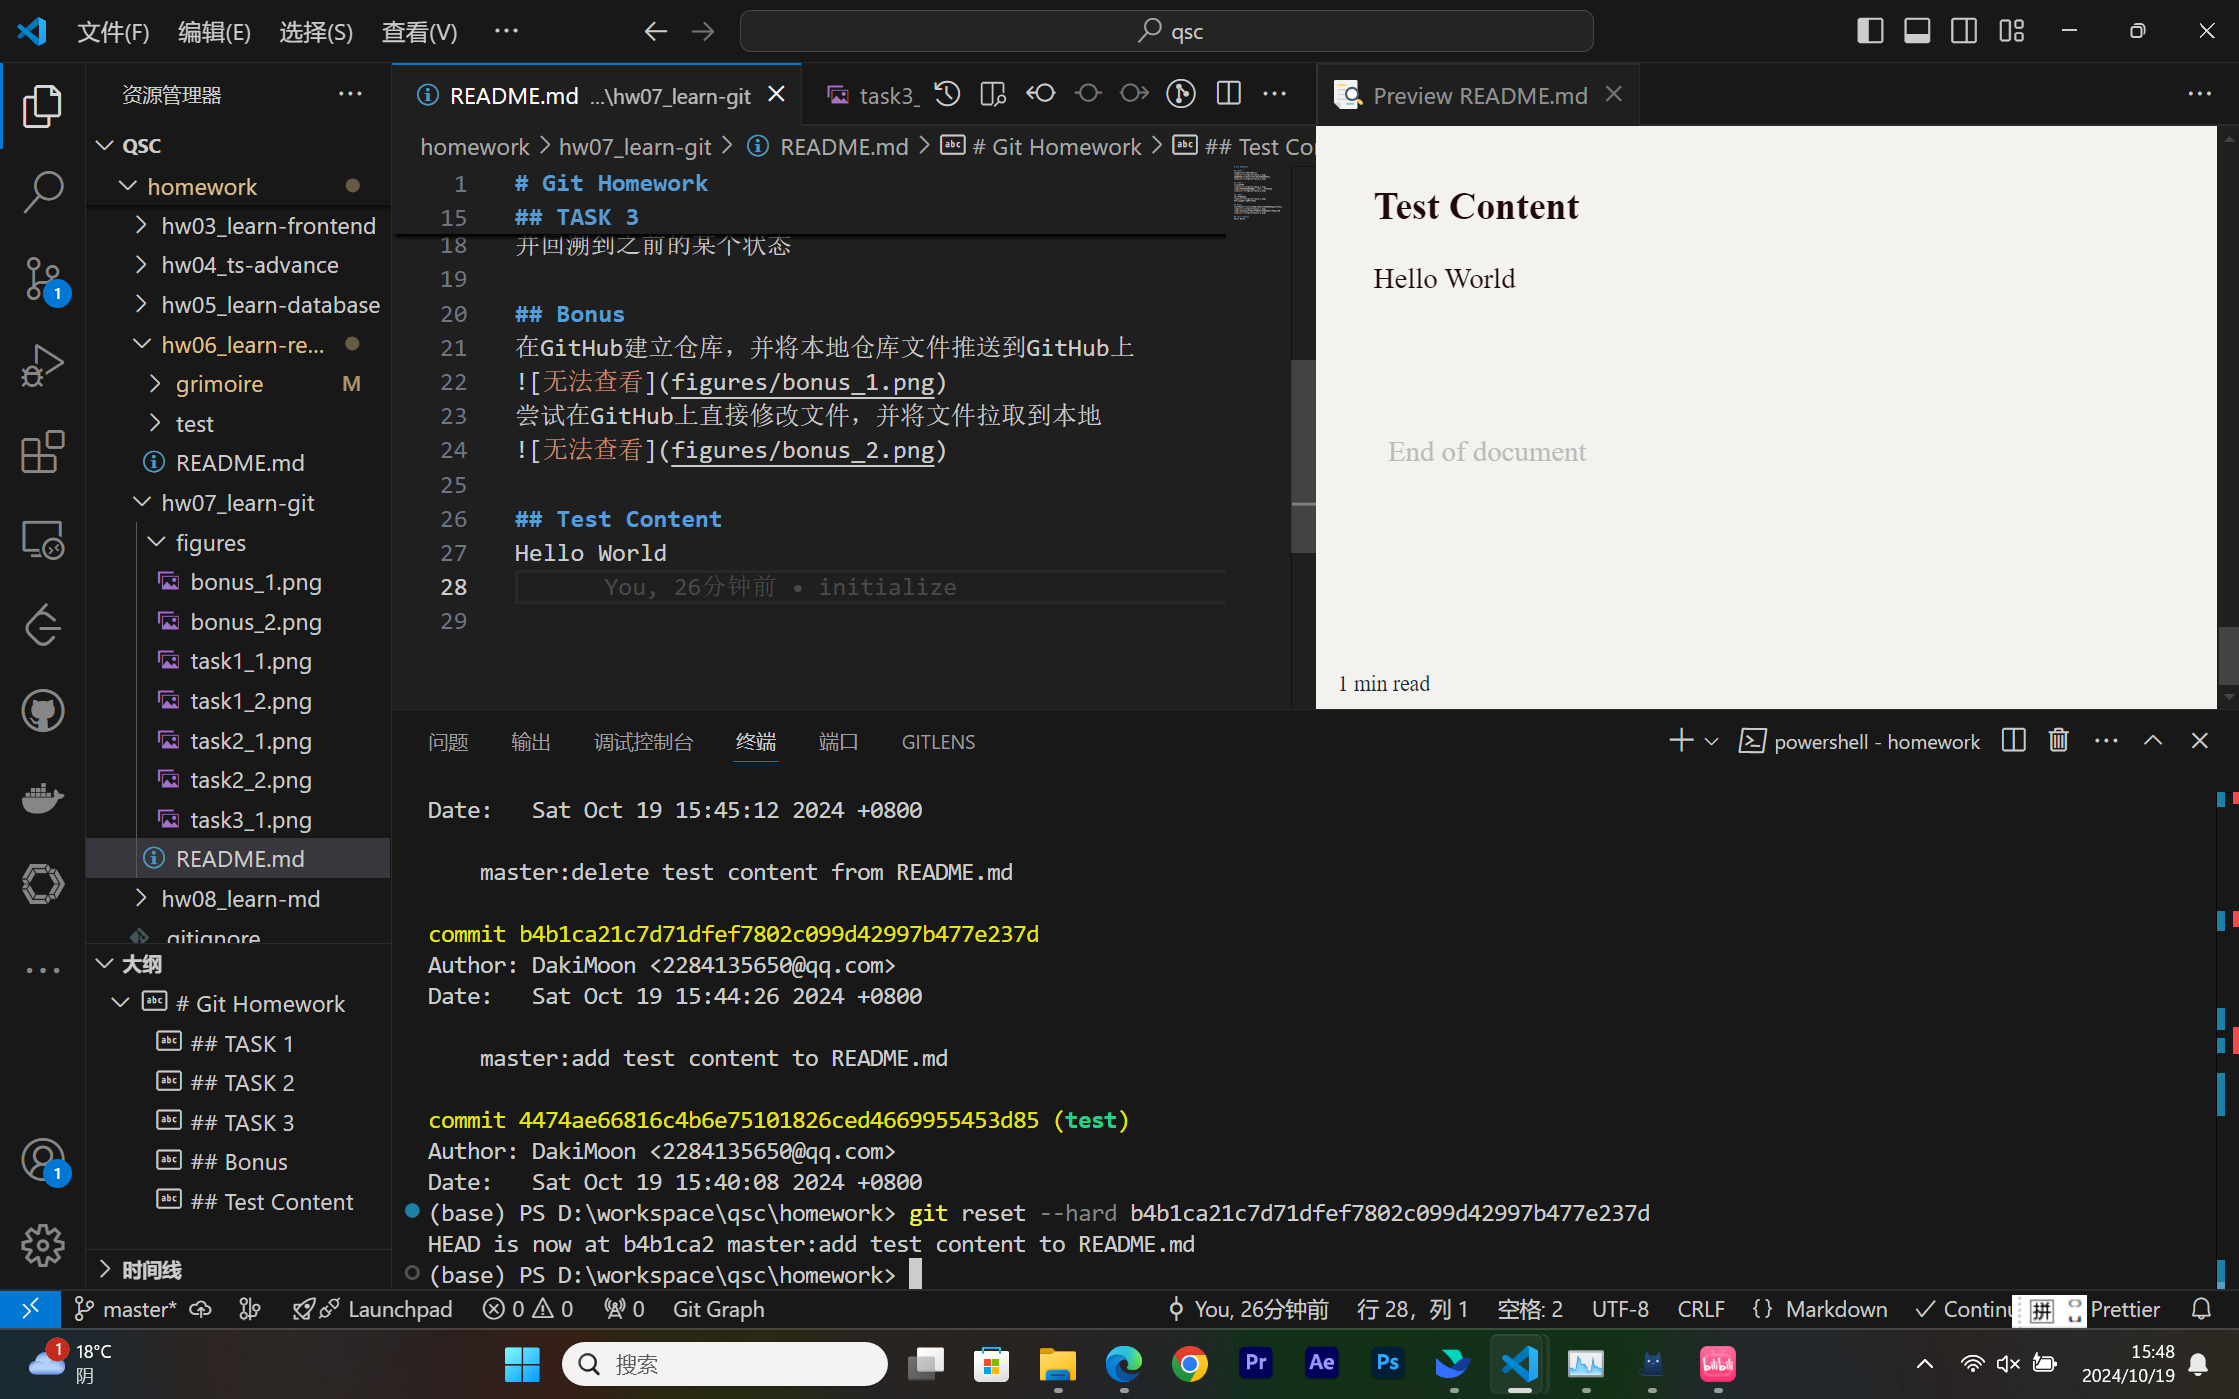 文件(F) 编辑(E) 选择(S) 查看(V) ··· qsc
资源管理器 ···
QSC
homework
hw03_learn-frontend
hw04_ts-advance
hw05_learn-database
hw06_learn-re...
grimoire M
test
README.md
hw07_learn-git
figures
bonus_1.png
bonus_2.png
task1_1.png
task1_2.png
task2_1.png
task2_2.png
task3_1.png
README.md
hw08_learn-md
.gitignore
大纲
# Git Homework
## TASK 1
## TASK 2
## TASK 3
## Bonus
## Test Content
时间线
1
1
README.md ...\hw07_learn-git task3_
homework > hw07_learn-git > README.md > # Git Homework > ## Test Co
1 # Git Homework
15 ## TASK 3
18 并回溯到之前的某个状态
19
20 ## Bonus
21 在GitHub建立仓库，并将本地仓库文件推送到GitHub上
22 ![无法查看](figures/bonus_1.png)
23 尝试在GitHub上直接修改文件，并将文件拉取到本地
24 ![无法查看](figures/bonus_2.png)
25
26 ## Test Content
27 Hello World
28 You, 26分钟前 • initialize
29
Preview README.md ···
Test Content
Hello World
End of document
1 min read
问题 输出 调试控制台 终端 端口 GITLENS powershell - homework
Date:   Sat Oct 19 15:45:12 2024 +0800
master:delete test content from README.md
commit b4b1ca21c7d71dfef7802c099d42997b477e237d
Author: DakiMoon <2284135650@qq.com>
Date:   Sat Oct 19 15:44:26 2024 +0800
master:add test content to README.md
commit 4474ae66816c4b6e75101826ced4669955453d85 (test)
Author: DakiMoon <2284135650@qq.com>
Date:   Sat Oct 19 15:40:08 2024 +0800
(base) PS D:\workspace\qsc\homework> git reset --hard b4b1ca21c7d71dfef7802c099d42997b477e237d
HEAD is now at b4b1ca2 master:add test content to README.md
(base) PS D:\workspace\qsc\homework>
master* Launchpad 0 0 0 Git Graph You, 26分钟前 行 28，列 1 空格: 2 UTF-8 CRLF {} Markdown Continu 拼 Prettier
1 18°C
阴
搜索
Pr Ae Ps bilibili
15:48
2024/10/19